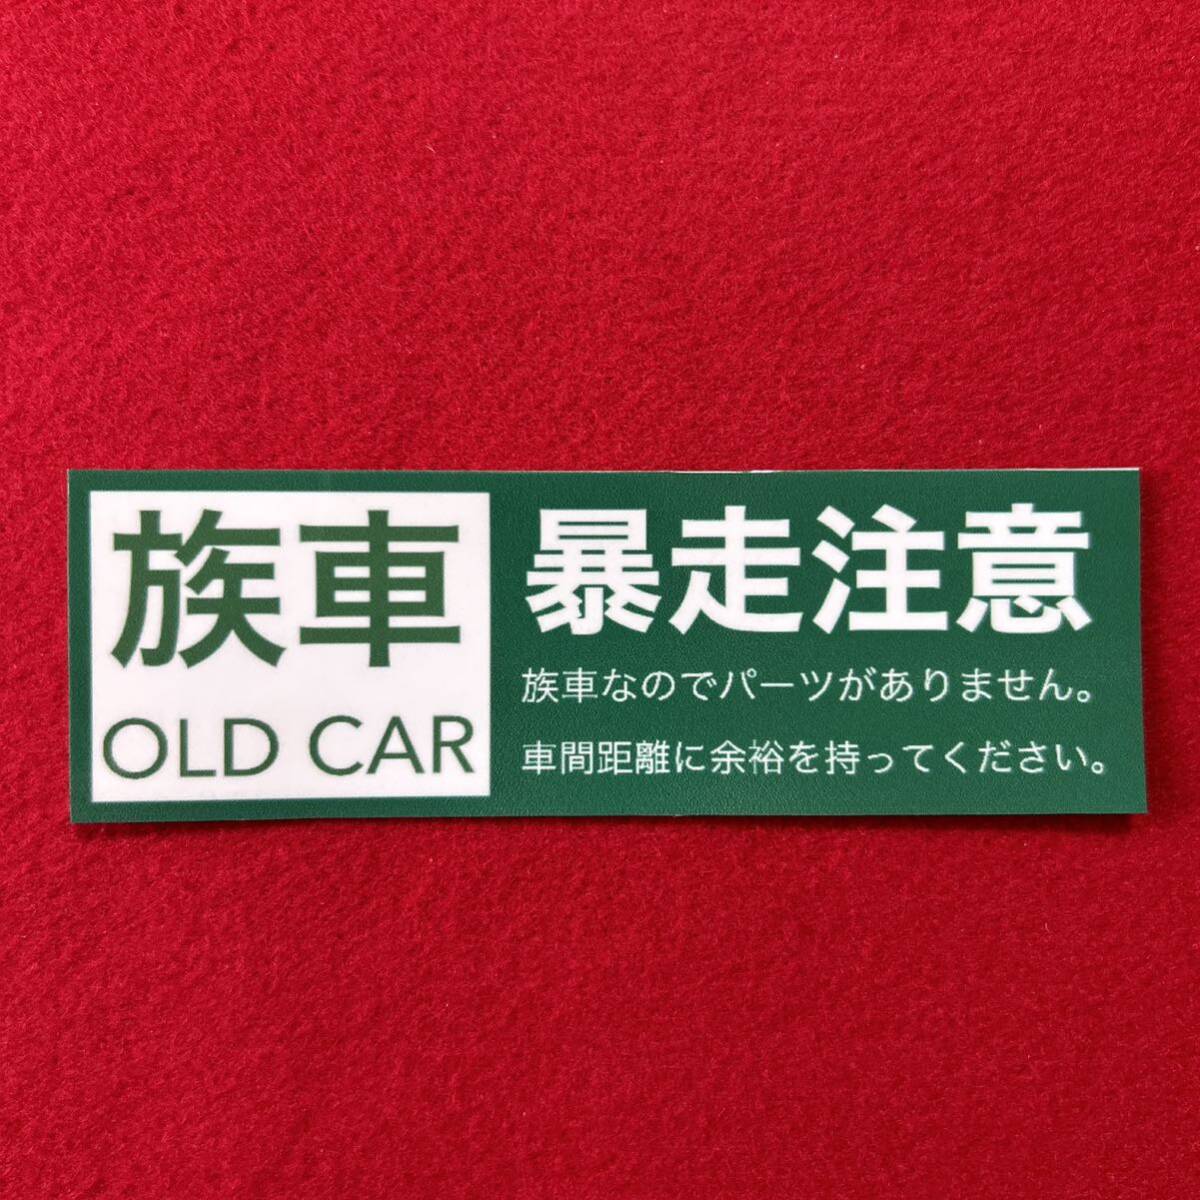 族車
OLD CAR
暴走注意
族車なのでパーツがありません。
車間距離に余裕を持ってください。